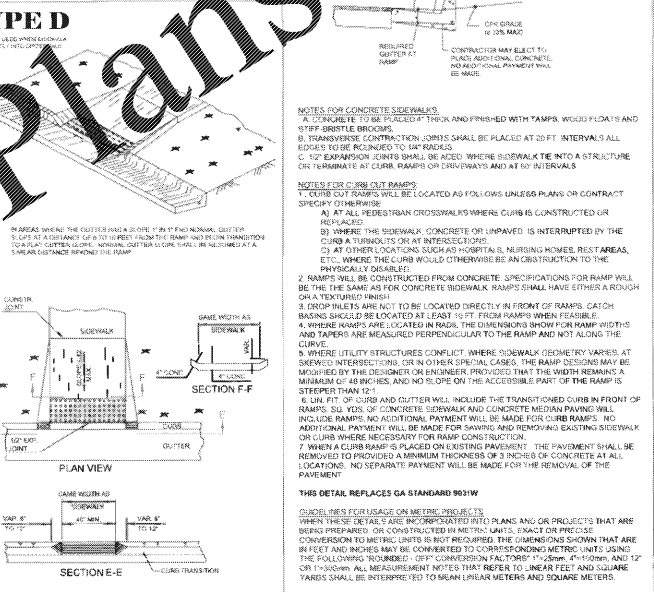 TYPE D
Plans
IN AREAS WHERE THE GUTTER HAS A SLOPE 1" IN 1' END NORMAL GUTTER
SLOPE AT A DISTANCE OF 8 TO 10 FEET FROM THE RAMP AND BEGIN TRANSITION
TO A FLAT GUTTER SLOPE. NORMAL GUTTER SLOPE SHALL BE RESUMED AT A
SIMILAR DISTANCE BEYOND THE RAMP
CONSTR.
JOINT
SIDEWALK
1/2" EXP.
JOINT
CURB
GUTTER
PLAN VIEW
SAME WIDTH AS
SIDEWALK
VAR.
4" CONC
4" CONC
SECTION F-F
SAME WIDTH AS
SIDEWALK
VAR. 6"
TO 12"
48" MIN.
VAR. 6"
TO 12"
CURB TRANSITION
SECTION E-E
REQUIRED
GUTTER AT
RAMP
GRADE
CONTRACTOR MAY ELECT TO
PLACE ADDITIONAL CONCRETE.
NO ADDITIONAL PAYMENT WILL
BE MADE.
NOTES FOR CONCRETE SIDEWALKS:
A. CONCRETE TO BE PLACED 4" THICK AND FINISHED WITH TAMPS, WOOD FLOATS AND
STIFF-BRISTLE BROOMS.
B. TRANSVERSE CONTRACTION JOINTS SHALL BE PLACED AT 20 FT. INTERVALS ALL
EDGES TO BE ROUNDED TO 1/4" RADIUS.
C. 1/2" EXPANSION JOINTS SHALL BE ACED WHERE SIDEWALK TIE INTO A STRUCTURE
OR TERMINATE AT CURB, RAMPS OR DRIVEWAYS AND AT 60' INTERVALS
NOTES FOR CURB CUT RAMPS:
1. CURB CUT RAMPS WILL BE LOCATED AS FOLLOWS UNLESS PLANS OR CONTRACT
SPECIFY OTHERWISE
A) AT ALL PEDESTRIAN CROSSWALKS WHERE CURB IS CONSTRUCTED OR
REPLACED.
B) WHERE THE SIDEWALK, CONCRETE OR UNPAVED IS INTERRUPTED BY THE
CURB A TURNOUTS OR AT INTERSECTIONS.
C) AT OTHER LOCATIONS SUCH AS HOSPITALS, NURSING HOMES, REST AREAS,
ETC., WHERE THE CURB WOULD OTHERWISE BE AN OBSTRUCTION TO THE
PHYSICALLY DISABLED.
2. RAMPS WILL BE CONSTRUCTED FROM CONCRETE. SPECIFICATIONS FOR RAMP WILL
BE THE THE SAME AS FOR CONCRETE SIDEWALK. RAMPS SHALL HAVE EITHER A ROUGH
OR A TEXTURED FINISH
3. DROP INLETS ARE NOT TO BE LOCATED DIRECTLY IN FRONT OF RAMPS. CATCH
BASINS SHOULD BE LOCATED AT LEAST 10 FT. FROM RAMPS WHEN FEASIBLE.
4. WHERE RAMPS ARE LOCATED IN RADII, THE DIMENSIONS SHOW FOR RAMP WIDTHS
AND TAPERS ARE MEASURED PERPENDICULAR TO THE RAMP AND NOT ALONG THE
CURVE.
5. WHERE UTILITY STRUCTURES CONFLICT, WHERE SIDEWALK GEOMETRY VARIES, AT
SKEWED INTERSECTIONS, OR IN OTHER SPECIAL CASES, THE RAMP DESIGNS MAY BE
MODIFIED BY THE DESIGNER OR ENGINEER, PROVIDED THAT THE WIDTH REMAINS A
MINIMUM OF 48 INCHES, AND NO SLOPE ON THE ACCESSIBLE PART OF THE RAMP IS
STEEPER THAN 12:1.
6. LIN. FT. OF CURB AND GUTTER WILL INCLUDE THE TRANSITIONED CURB IN FRONT OF
RAMPS. SQ. YDS. OF CONCRETE SIDEWALK AND CONCRETE MEDIAN PAVING WILL
INCLUDE RAMPS. NO ADDITIONAL PAYMENT WILL BE MADE FOR CURB RAMPS. NO
ADDITIONAL PAYMENT WILL BE MADE FOR SAWING AND REMOVING EXISTING SIDEWALK
OR CURB WHERE NECESSARY FOR RAMP CONSTRUCTION.
7. WHEN A CURB RAMP IS PLACED ON EXISTING PAVEMENT THE PAVEMENT SHALL BE
REMOVED TO PROVIDED A MINIMUM THICKNESS OF 3 INCHES OF CONCRETE AT ALL
LOCATIONS. NO SEPARATE PAYMENT WILL BE MADE FOR THE REMOVAL OF THE
PAVEMENT
THIS DETAIL REPLACES GA STANDARD 9031W
GUIDELINES FOR USAGE ON METRIC PROJECTS
WHEN THESE DETAILS ARE INCORPORATED INTO PLANS AND OR PROJECTS THAT ARE
BEING PREPARED OR CONSTRUCTED IN METRIC UNITS, EXACT OR PRECISE
CONVERSION TO METRIC UNITS IS NOT REQUIRED. THE DIMENSIONS SHOWN THAT ARE
IN FEET AND INCHES MAY BE CONVERTED TO CORRESPONDING METRIC UNITS USING
THE FOLLOWING "ROUNDED - OFF" CONVERSION FACTORS" 1"=25mm, 4"=100mm, AND 12"
OR 1'=300mm ALL MEASUREMENT NOTES THAT REFER TO LINEAR FEET AND SQUARE
YARDS SHALL BE INTERPRETED TO MEAN LINEAR METERS AND SQUARE METERS.